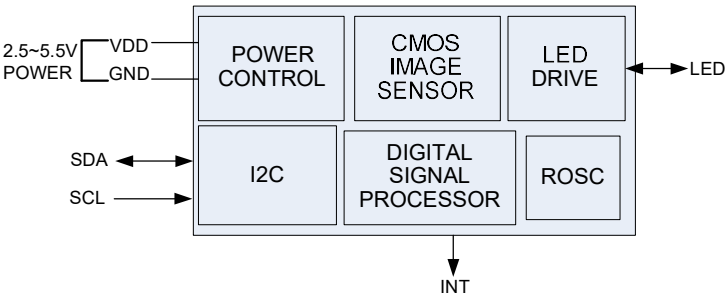 2.5~5.5V
POWER
VDD
GND
POWER
CONTROL
CMOS
IMAGE
SENSOR
LED
DRIVE
LED
SDA
SCL
I2C
DIGITAL
SIGNAL
PROCESSOR
ROSC
INT